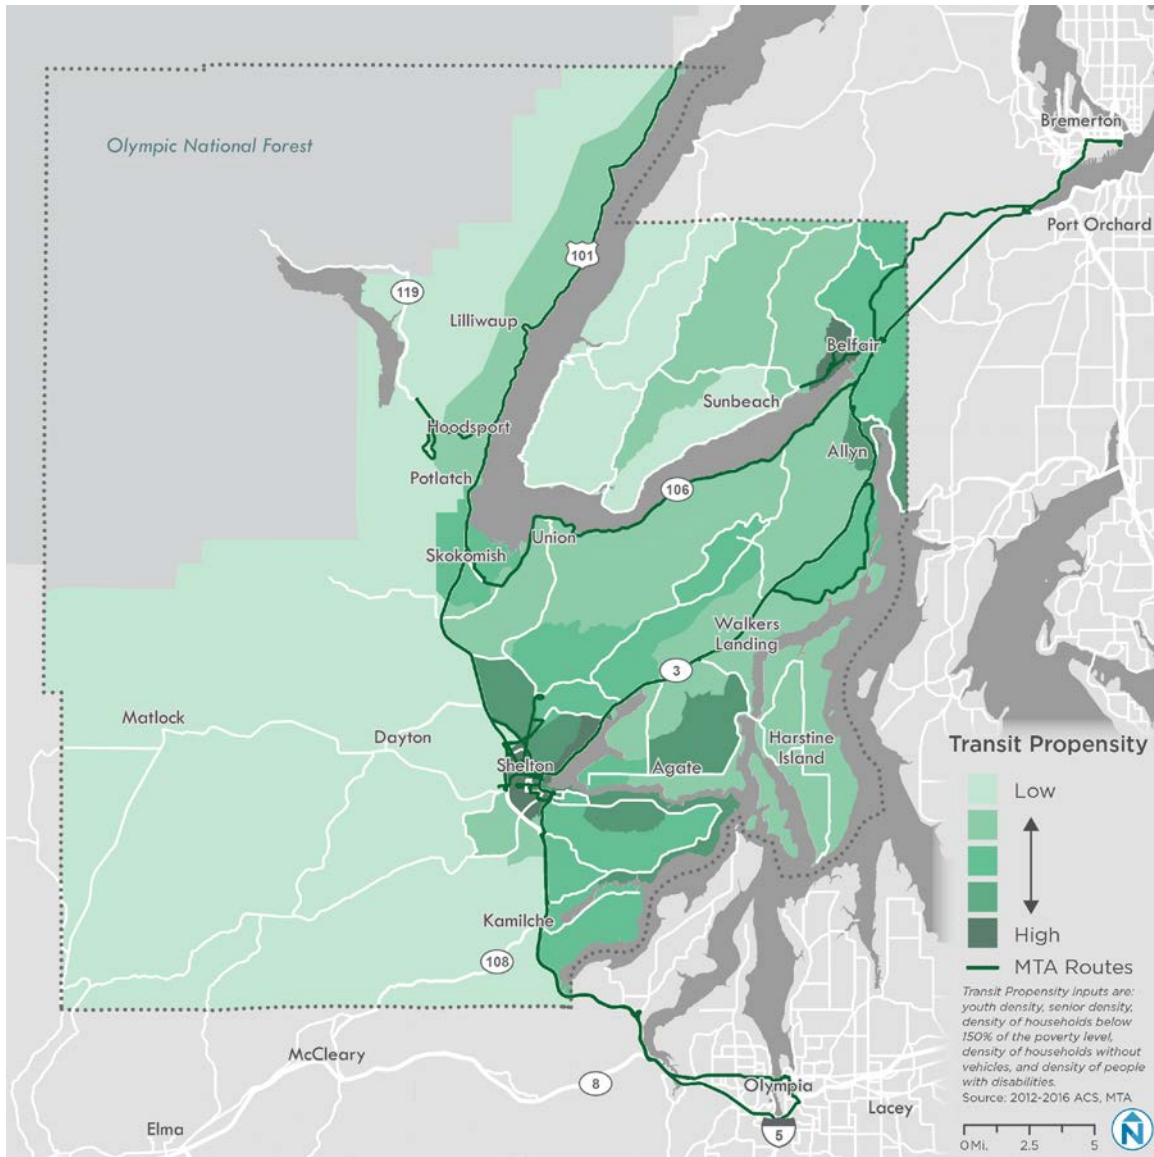 Bremerton
Olympic National Forest
Port Orchard
101
119
Lilliwaup
Belfair
Sunbeach
Hoodsport
Allyn
Potlatch
106
Union
Skokomish
Walkers
Landing
3
Matlock
Dayton
Harstine
Island
Shelton
Agate
Transit Propensity
Low
High
MTA Routes
Transit Propensity inputs are:
youth density, senior density,
density of households below
150% of the poverty level,
density of households without
vehicles, and density of people
with disabilities.
Source: 2012-2016 ACS, MTA
Kamilche
108
McCleary
8
Olympia
Lacey
Elma
5
0Mi. 2.5 5
N